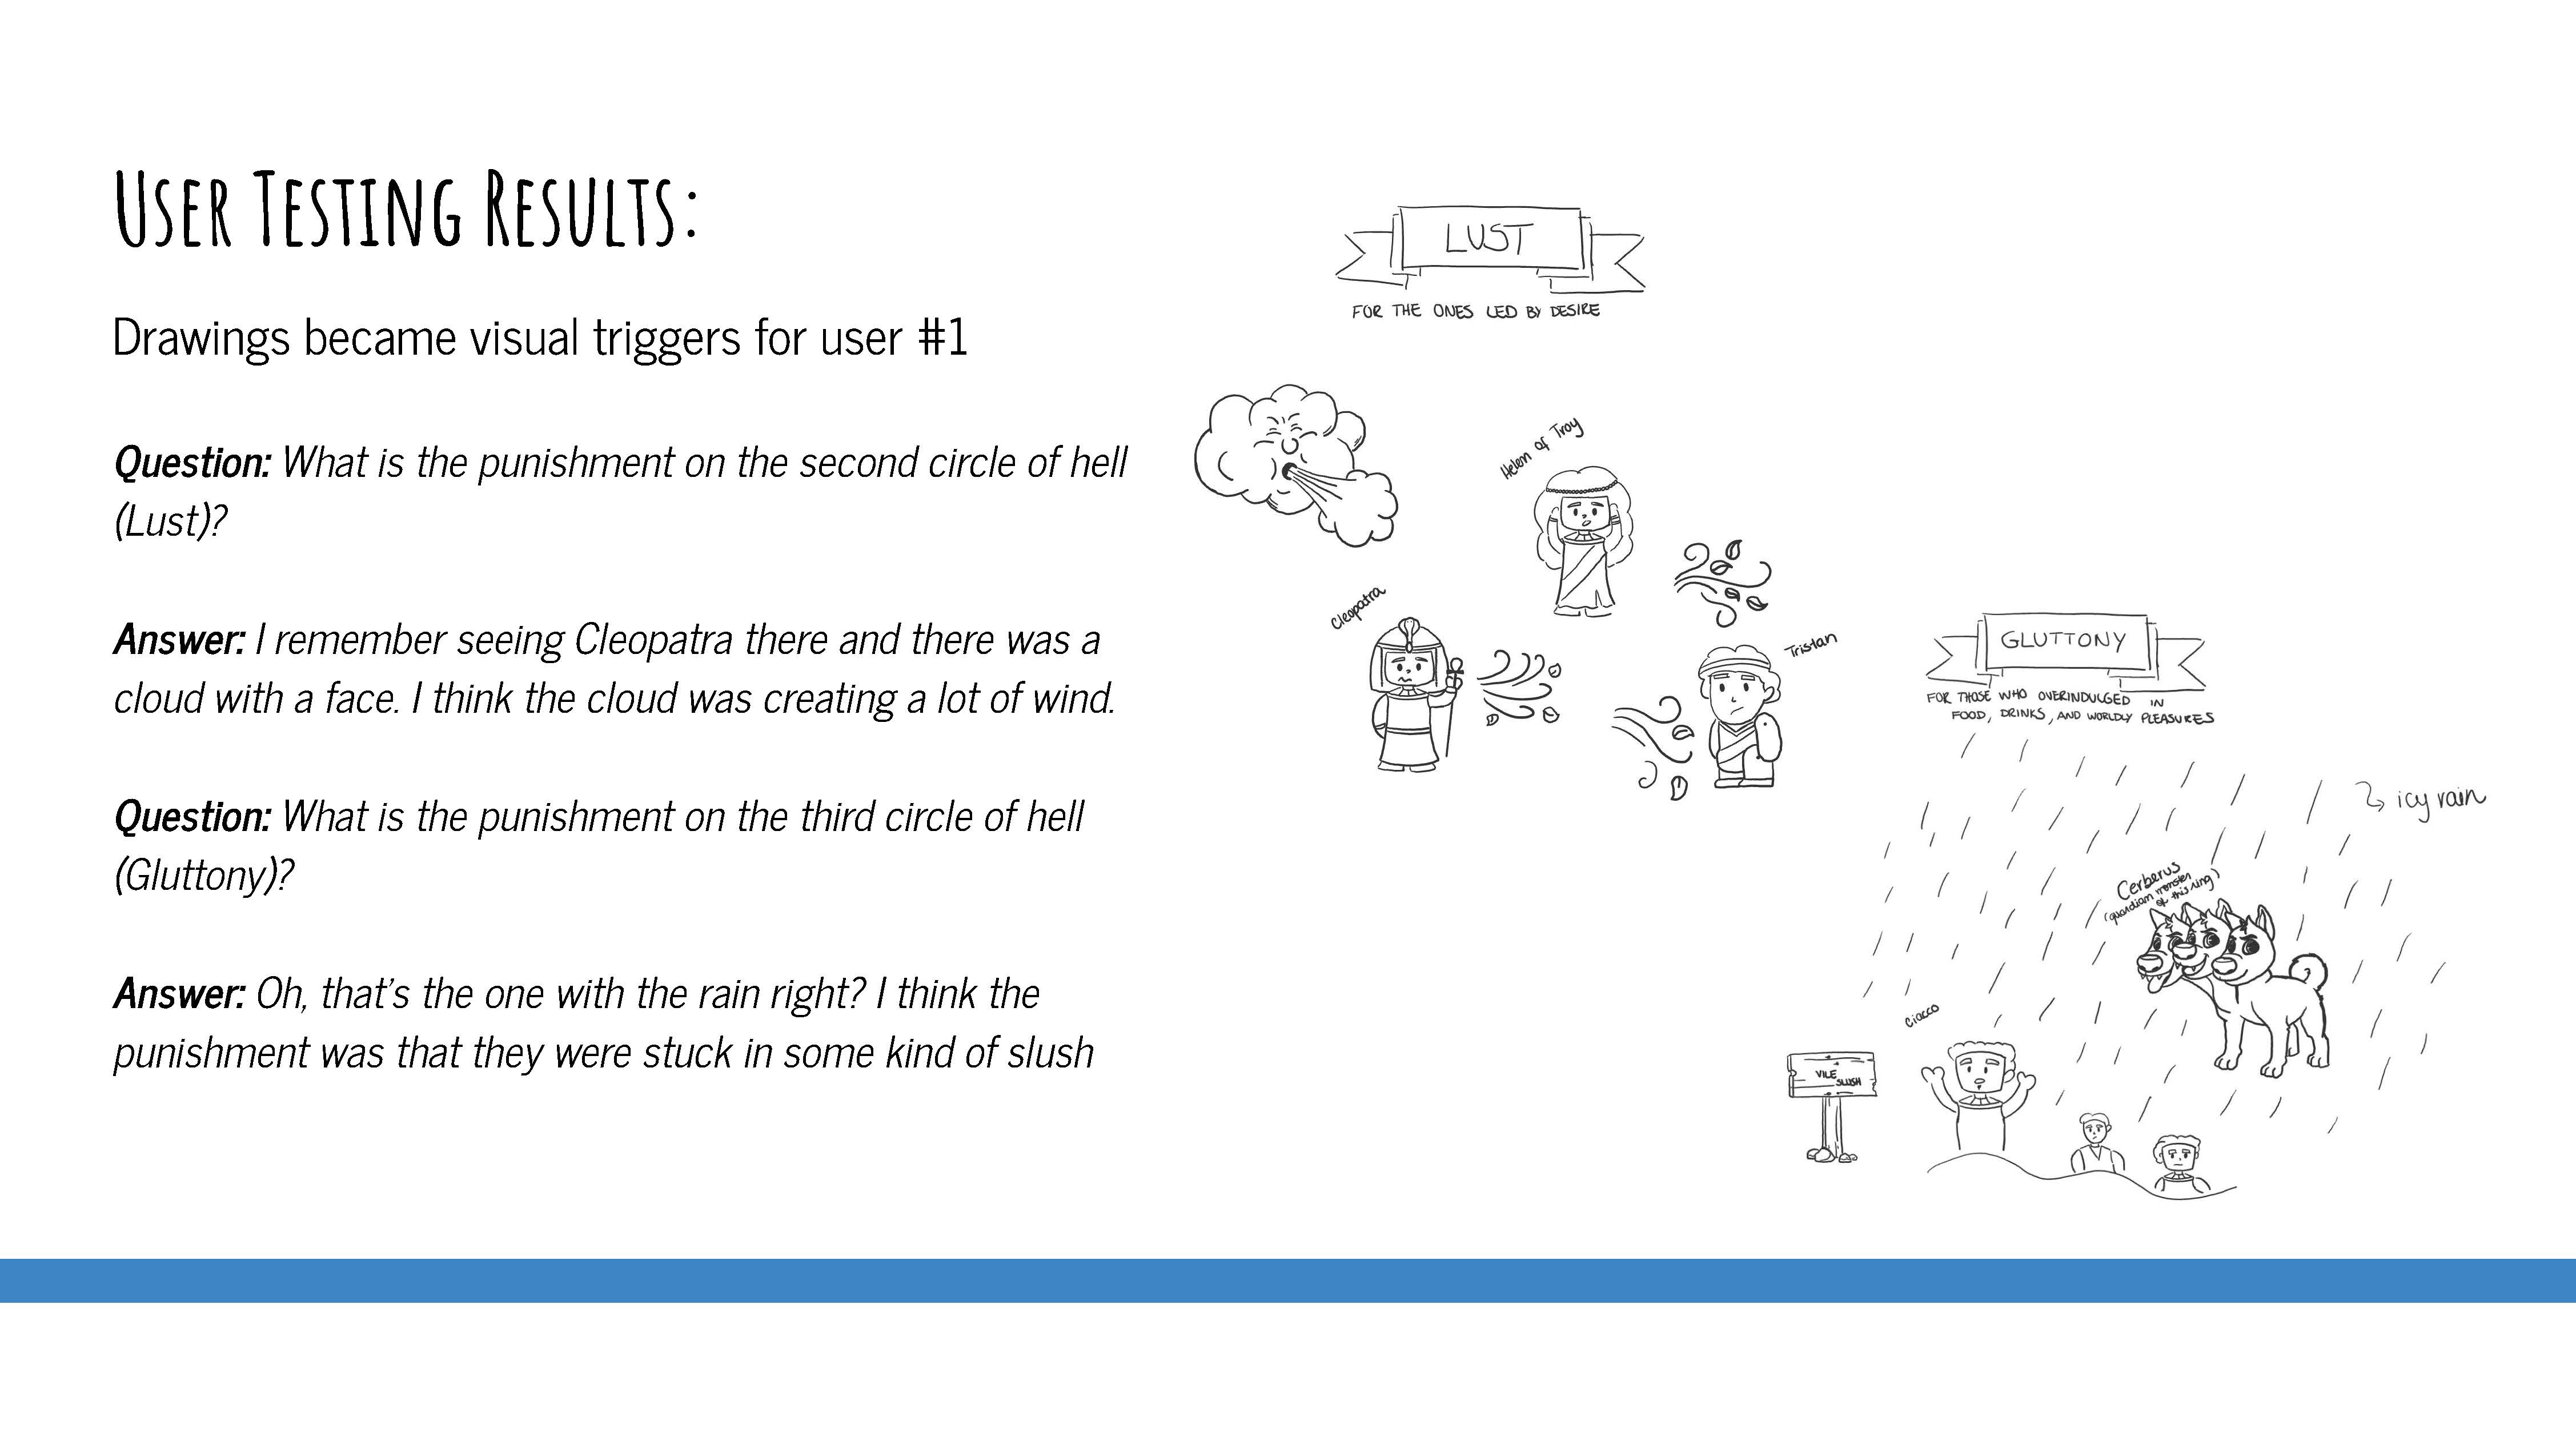 USER TESTING RESULTS:
Drawings became visual triggers for user #1
Question: What is the punishment on the second circle of hell
(Lust)?
Answer: I remember seeing Cleopatra there and there was a
cloud with a face. I think the cloud was creating a lot of wind.
Question: What is the punishment on the third circle of hell
(Gluttony)?
Answer: Oh, that's the one with the rain right? I think the
punishment was that they were stuck in some kind of slush
LUST
FOR THE ONES LED BY DESIRE
Helen of Troy
Cleopatra
Tristan
GLUTTONY
FOR THOSE WHO OVERINDULGED IN
FOOD, DRINKS, AND WORLDLY PLEASURES
icy rain
Cerberus
(guardian monster
of this ring)
Ciacco
VILE
SLUSH